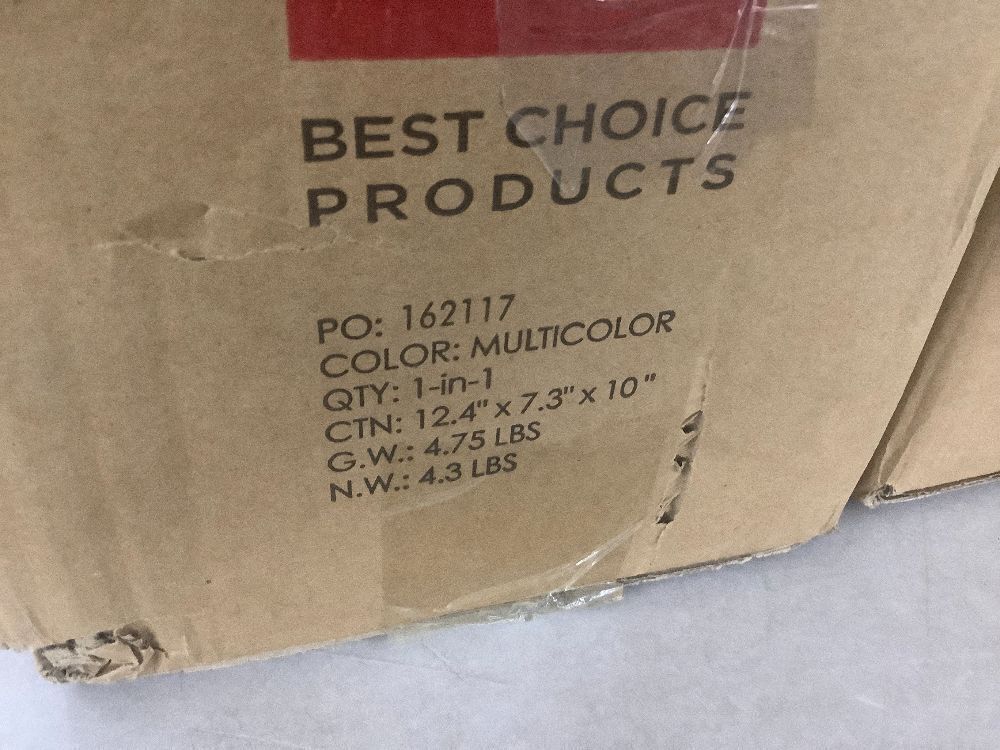 BEST CHOICE
PRODUCTS
PO: 162117
COLOR: MULTICOLOR
QTY: 1-in-1
CTN: 12.4" x 7.3" x 10 "
G.W.: 4.75 LBS
N.W.: 4.3 LBS